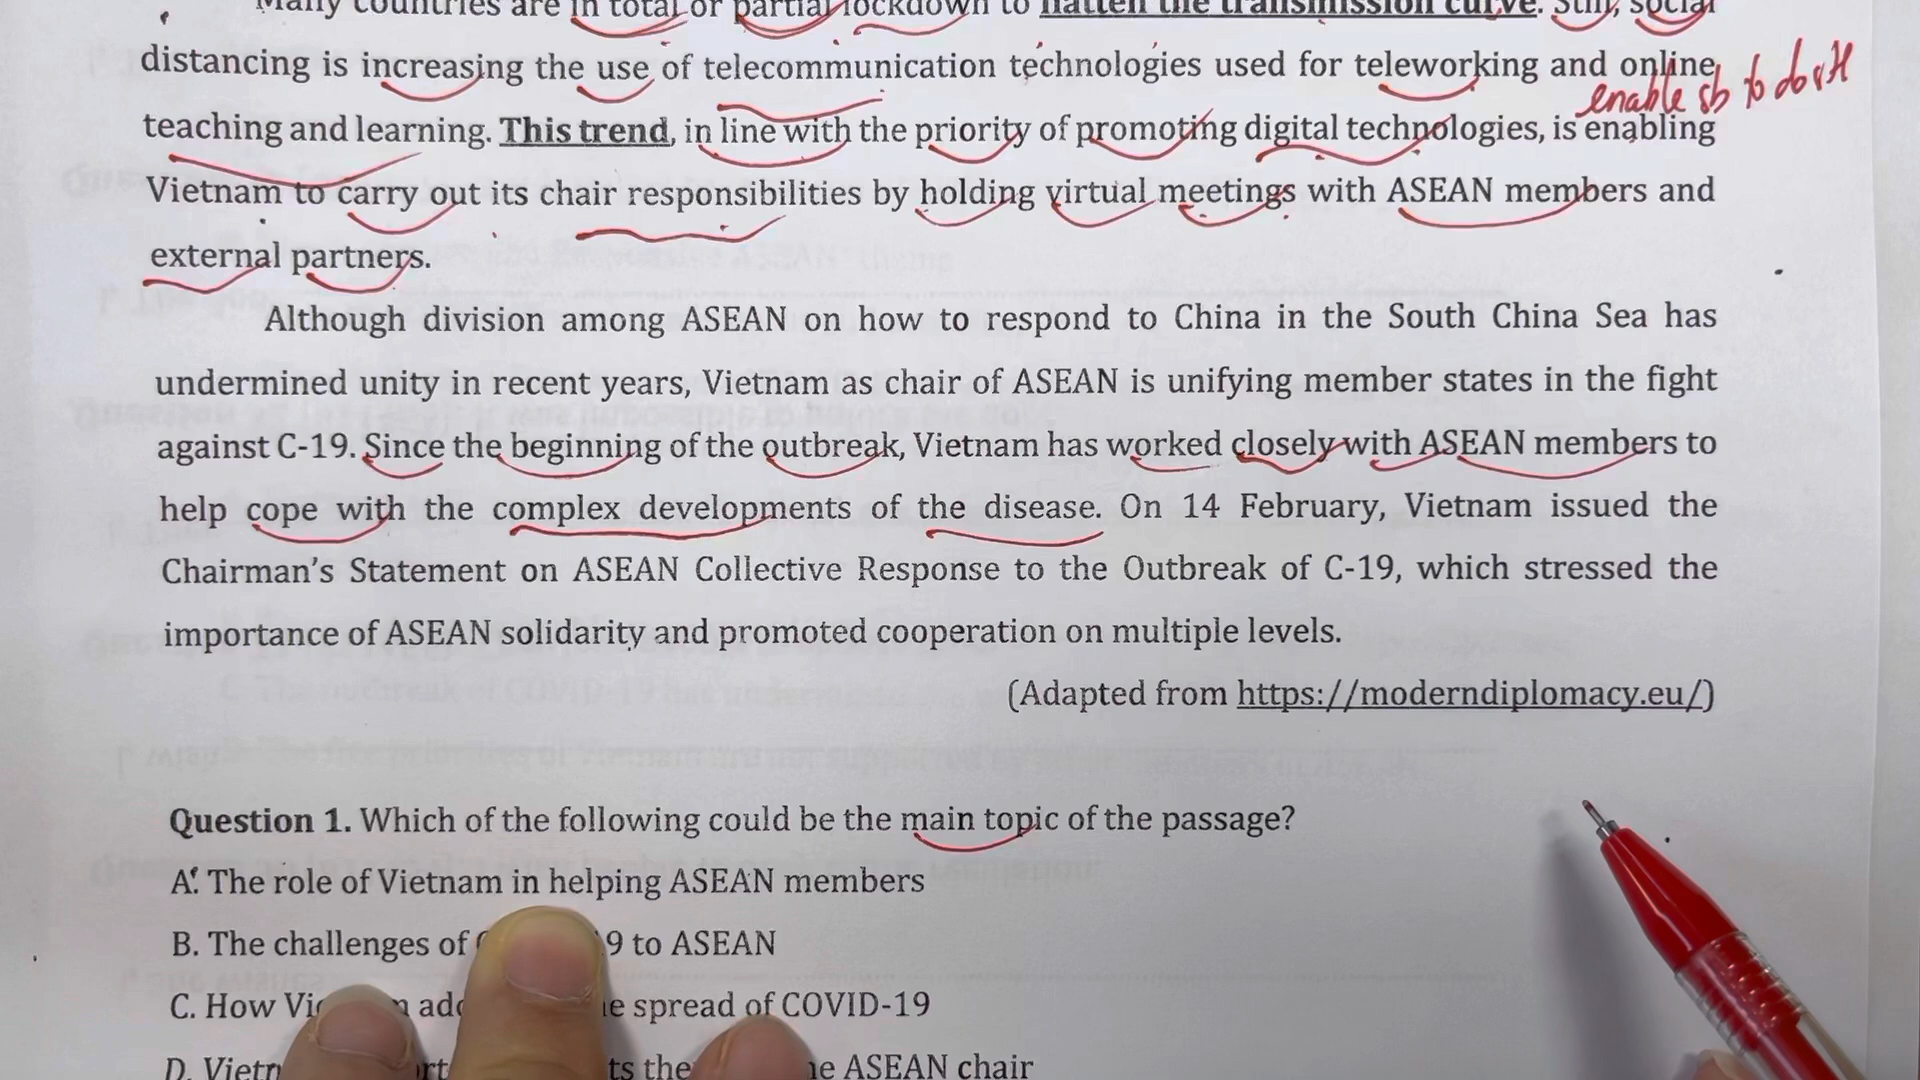 Many countries are in total or partial lockdown to flatten the transmission curve. Still, social
distancing is increasing the use of telecommunication technologies used for teleworking and online
enable sb to do sth
teaching and learning. This trend, in line with the priority of promoting digital technologies, is enabling
Vietnam to carry out its chair responsibilities by holding virtual meetings with ASEAN members and
external partners.
Although division among ASEAN on how to respond to China in the South China Sea has
undermined unity in recent years, Vietnam as chair of ASEAN is unifying member states in the fight
against C-19. Since the beginning of the outbreak, Vietnam has worked closely with ASEAN members to
help cope with the complex developments of the disease. On 14 February, Vietnam issued the
Chairman’s Statement on ASEAN Collective Response to the Outbreak of C-19, which stressed the
importance of ASEAN solidarity and promoted cooperation on multiple levels.
(Adapted from https://moderndiplomacy.eu/)
Question 1. Which of the following could be the main topic of the passage?
A. The role of Vietnam in helping ASEAN members
B. The challenges of 19 to ASEAN
C. How spread of COVID-19
D. ASEAN chair